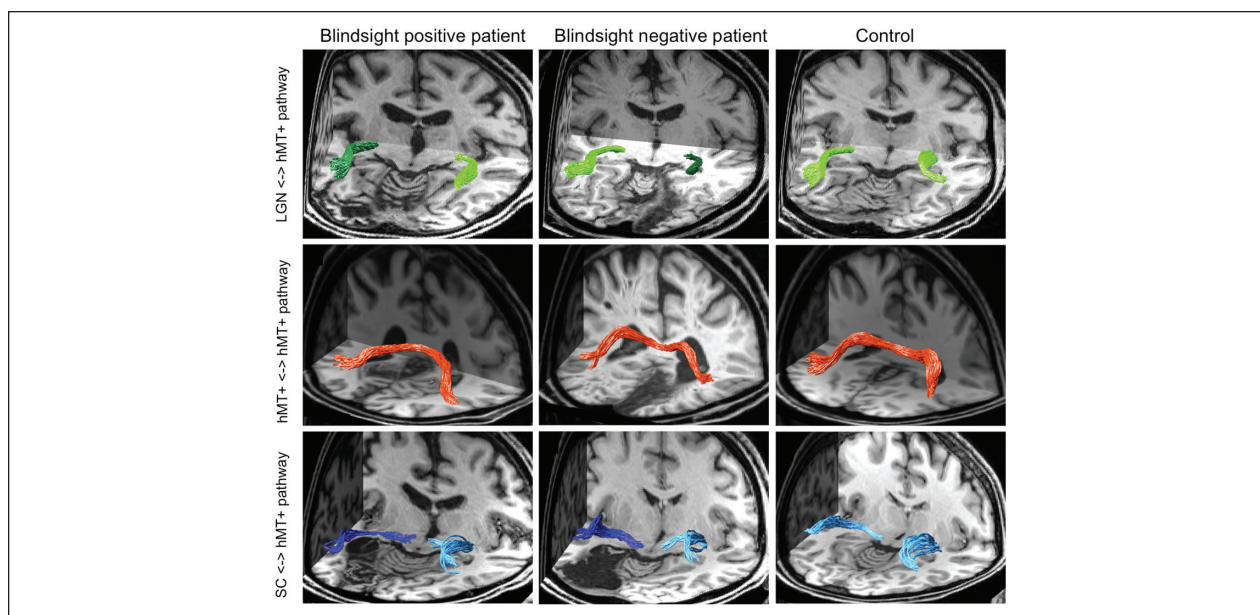 Blindsight positive patient
Blindsight negative patient
Control
LGN <-> hMT+ pathway
hMT+ <-> hMT+ pathway
SC <-> hMT+ pathway